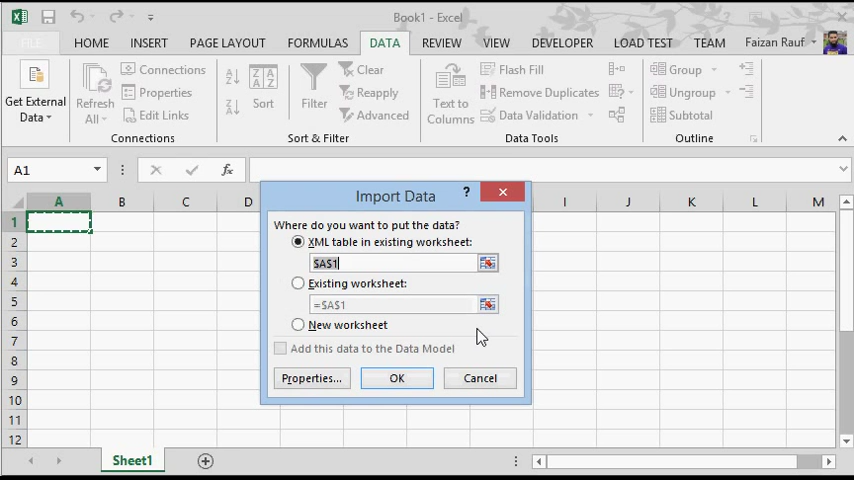 Book1 - Excel
FILE HOME INSERT PAGE LAYOUT FORMULAS DATA REVIEW VIEW DEVELOPER LOAD TEST TEAM Faizan Rauf
Get External
Data
Refresh
All
Connections
Properties
Edit Links
Connections
Sort
Filter
Clear
Reapply
Advanced
Sort & Filter
Text to
Columns
Flash Fill
Remove Duplicates
Data Validation
Data Tools
Group
Ungroup
Subtotal
Outline
A1
fx
A B C D I J K L M
1
2
3
4
5
6
7
8
9
10
11
12
Import Data
?
Where do you want to put the data?
XML table in existing worksheet:
$A$1
Existing worksheet:
=$A$1
New worksheet
Add this data to the Data Model
Properties... OK Cancel
Sheet1